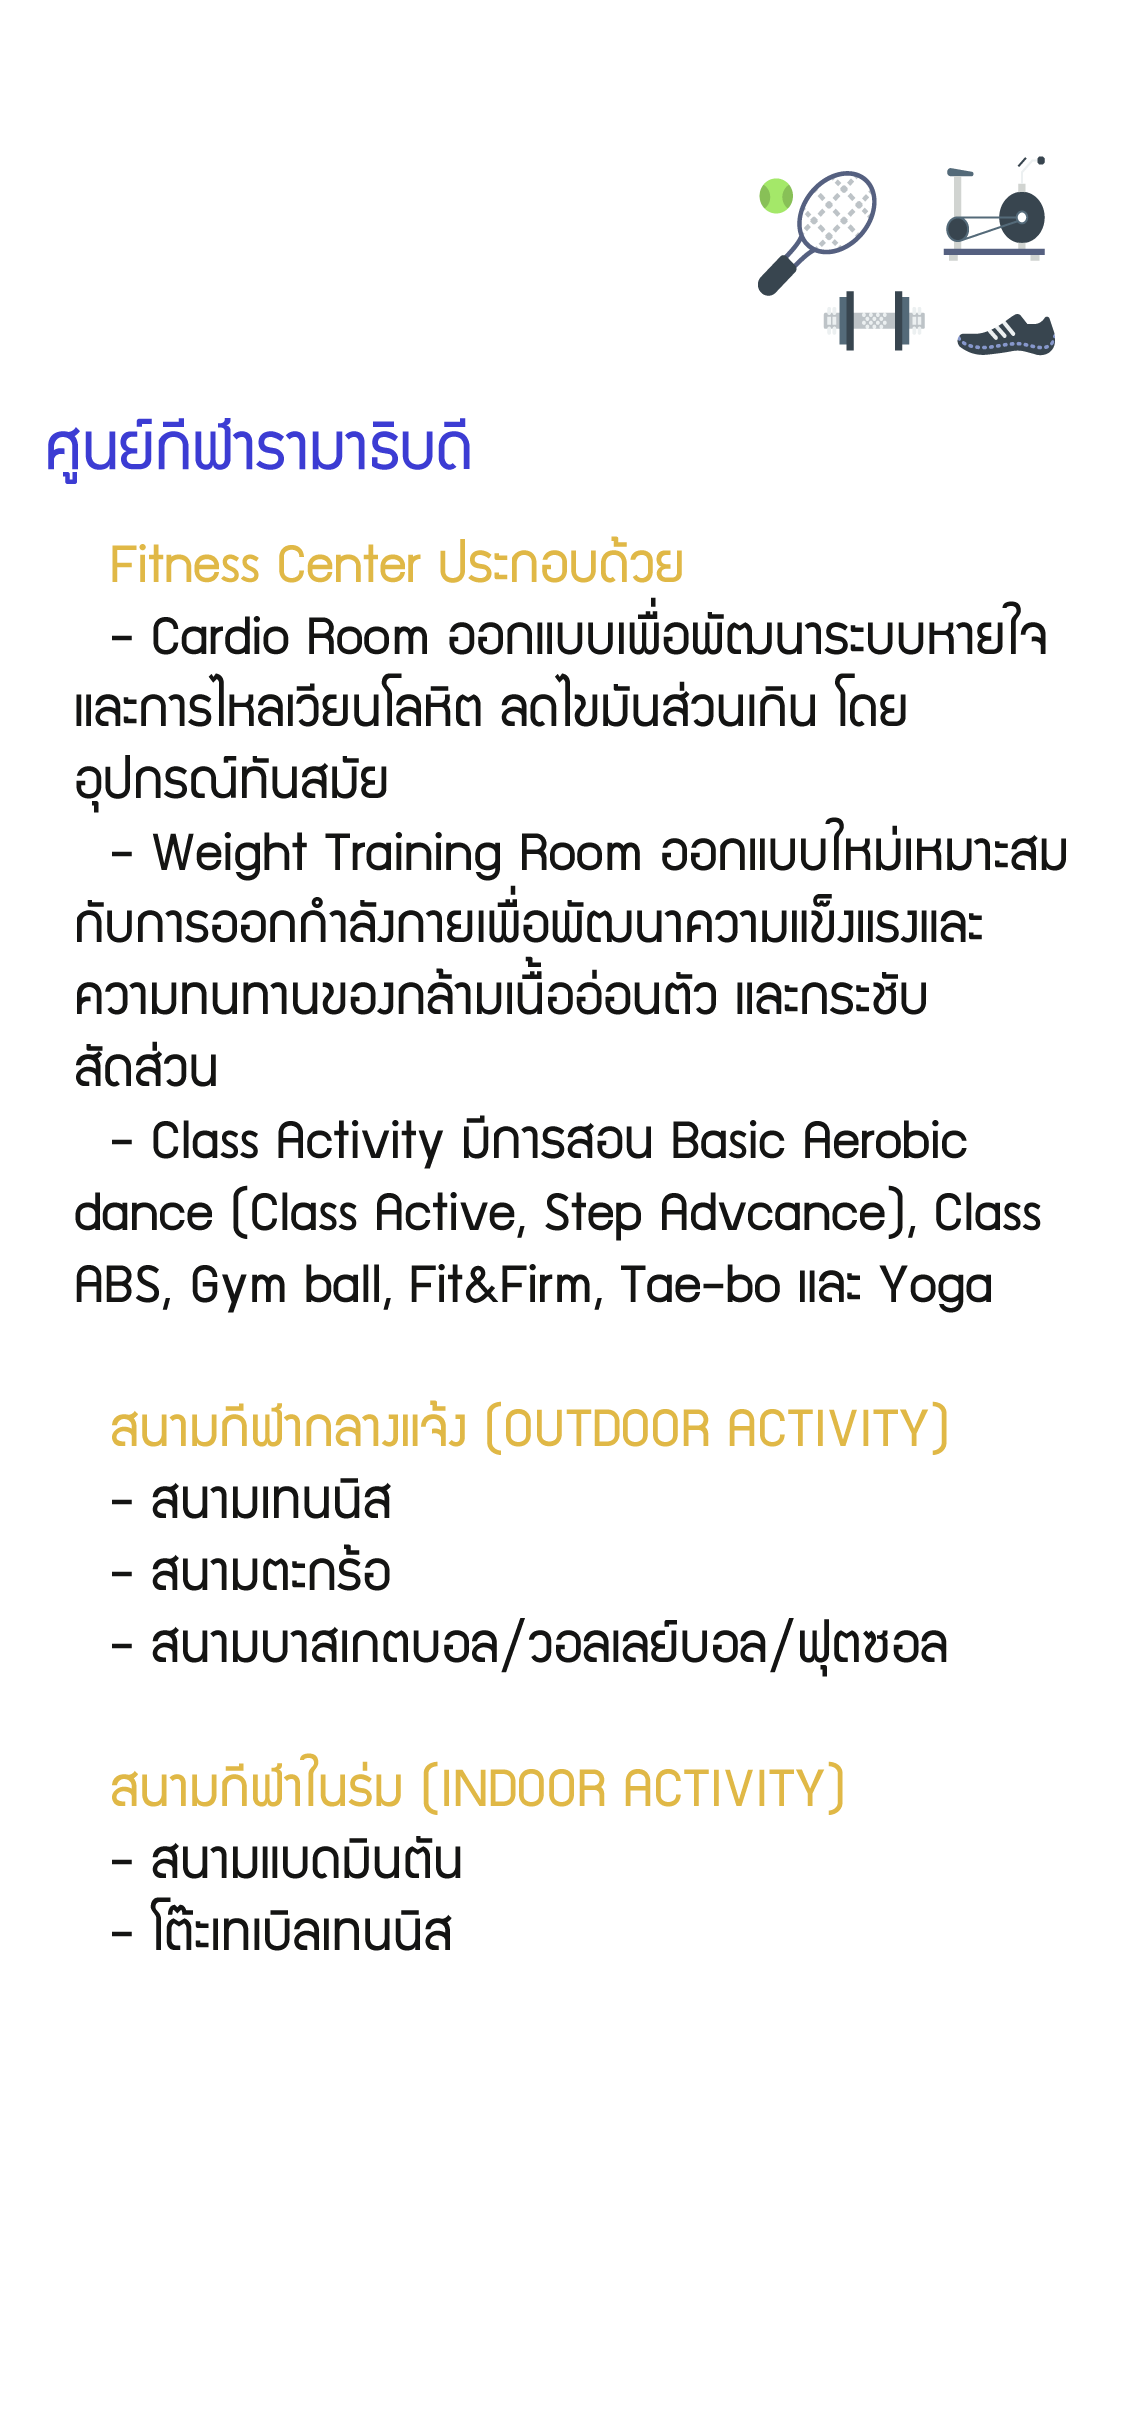 ศูนย์กีฬารามาธิบดี
Fitness Center ประกอบด้วย
- Cardio Room ออกแบบเพื่อพัฒนาระบบหายใจ
และการไหลเวียนโลหิต ลดไขมันส่วนเกิน โดย
อุปกรณ์ทันสมัย
- Weight Training Room ออกแบบใหม่เหมาะสม
กับการออกกำลังกายเพื่อพัฒนาความแข็งแรงและ
ความทนทานของกล้ามเนื้ออ่อนตัว และกระชับ
สัดส่วน
- Class Activity มีการสอน Basic Aerobic
dance (Class Active, Step Advcance), Class
ABS, Gym ball, Fit&Firm, Tae-bo และ Yoga
สนามกีฬากลางแจ้ง (OUTDOOR ACTIVITY)
- สนามเทนนิส
- สนามตะกร้อ
- สนามบาสเกตบอล/วอลเลย์บอล/ฟุตซอล
สนามกีฬาในร่ม (INDOOR ACTIVITY)
- สนามแบดมินตัน
- โต๊ะเทเบิลเทนนิส